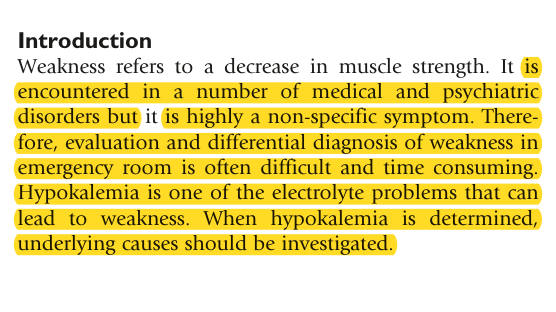 Introduction
Weakness refers to a decrease in muscle strength. It is
encountered in a number of medical and psychiatric
disorders but it is highly a non-specific symptom. There-
fore, evaluation and differential diagnosis of weakness in
emergency room is often difficult and time consuming.
Hypokalemia is one of the electrolyte problems that can
lead to weakness. When hypokalemia is determined,
underlying causes should be investigated.